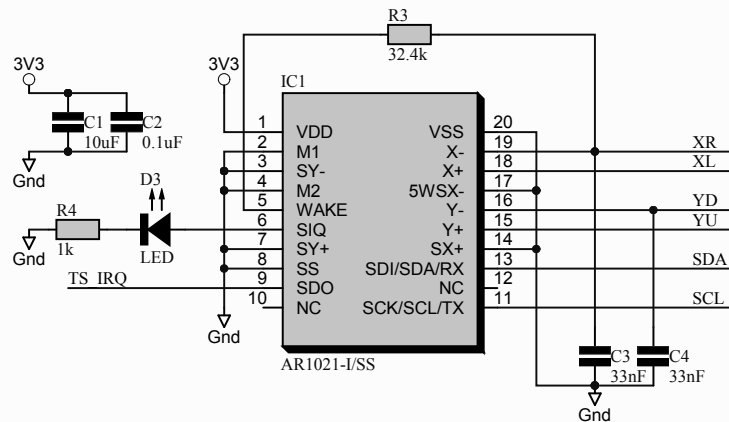 R3
32.4k
3V3
3V3
IC1
C1
10uF
C2
0.1uF
Gnd
D3
LED
R4
1k
Gnd
TS_IRQ
Gnd
1 VDD VSS 20
2 M1 X- 19 XR
3 SY- X+ 18 XL
4 M2 5WSX- 17
5 WAKE Y- 16 YD
6 SIQ Y+ 15 YU
7 SY+ SX+ 14
8 SS SDI/SDA/RX 13 SDA
9 SDO NC 12
10 NC SCK/SCL/TX 11 SCL
AR1021-I/SS
C3
33nF
C4
33nF
Gnd